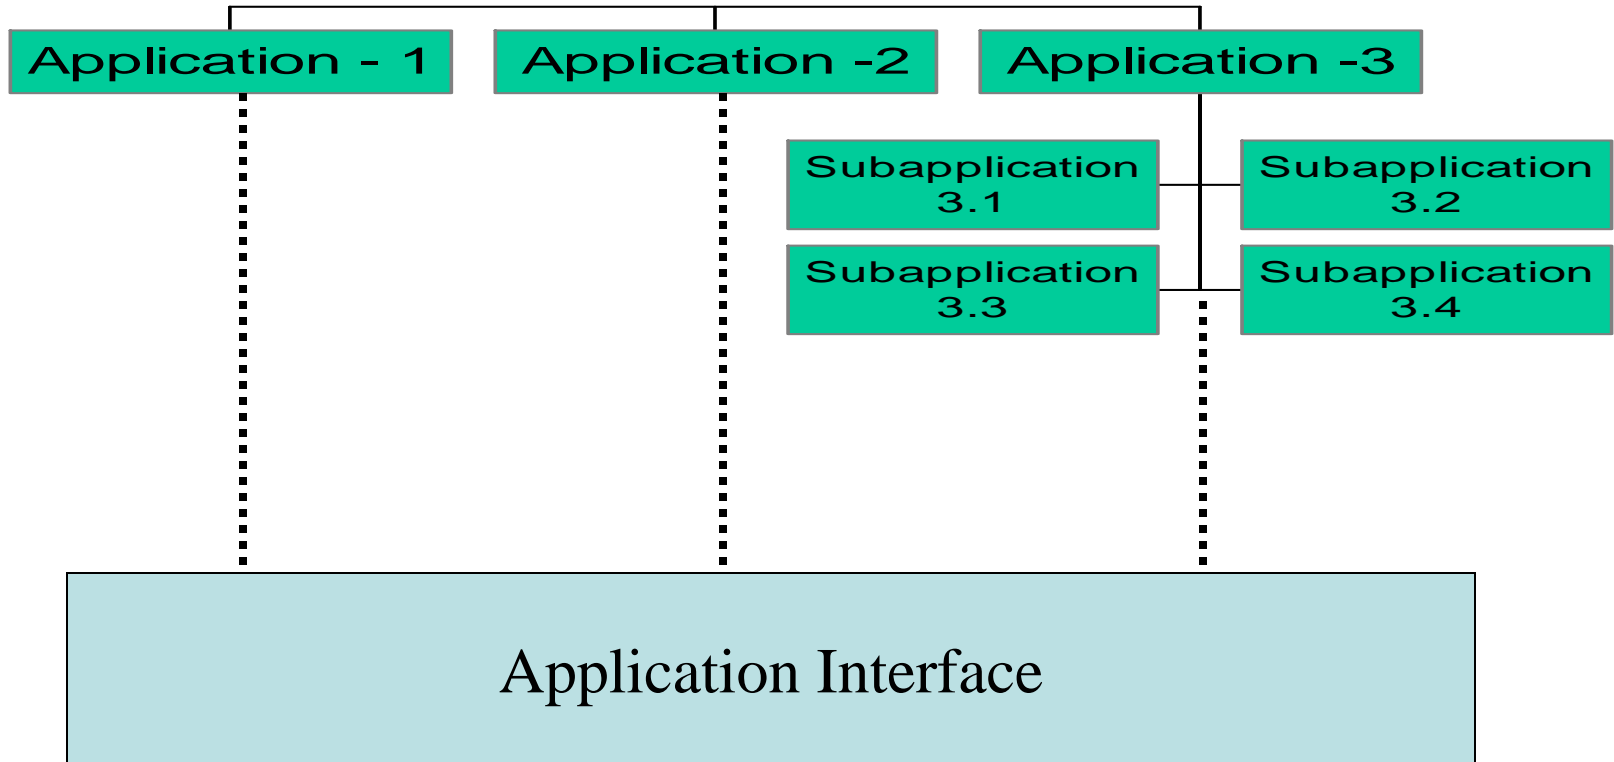 Application - 1
Application -2
Application -3
Subapplication
3.1
Subapplication
3.2
Subapplication
3.3
Subapplication
3.4
Application Interface